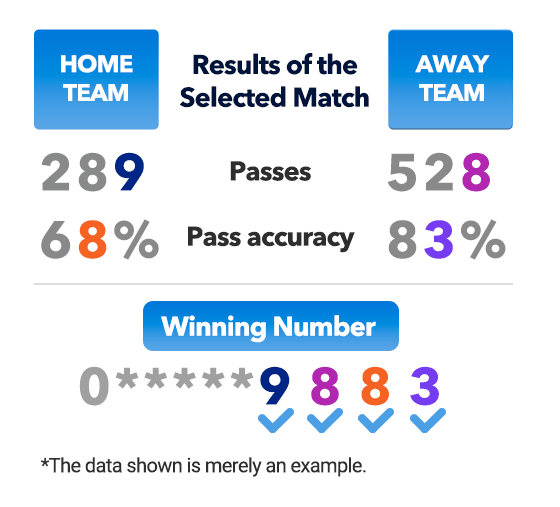 HOME
TEAM
Results of the
Selected Match
AWAY
TEAM
289 Passes 528
68% Pass accuracy 83%
Winning Number
0*****9883
*The data shown is merely an example.